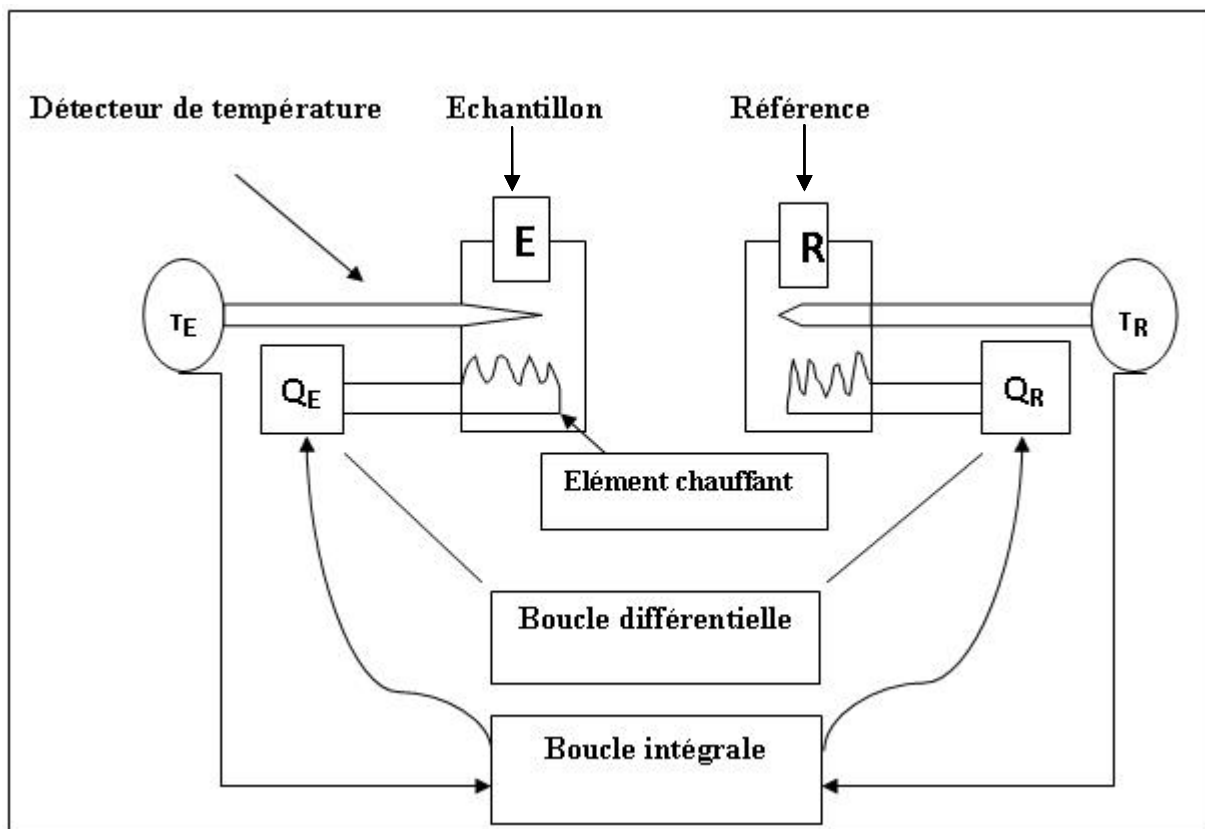 Détecteur de température
Echantillon
Référence
E
R
TE
TR
QE
QR
Elément chauffant
Boucle différentielle
Boucle intégrale